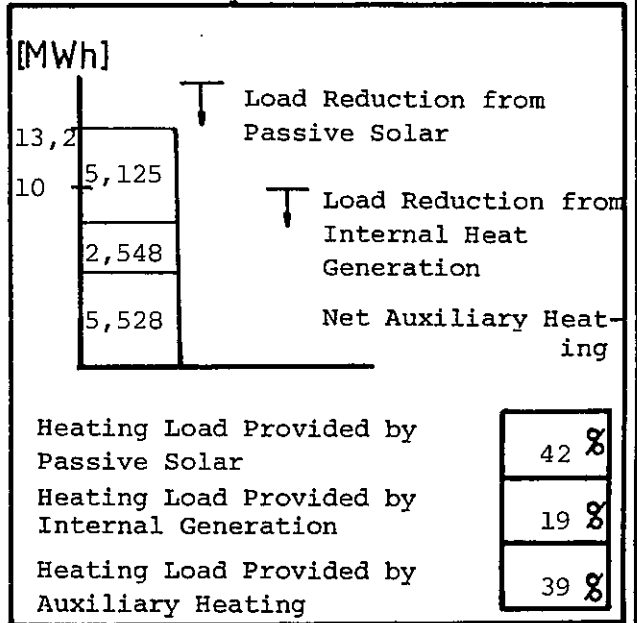 [MWh]
Load Reduction from
Passive Solar
13,2
5,125
10
Load Reduction from
Internal Heat
Generation
2,548
5,528
Net Auxiliary Heat-
ing
Heating Load Provided by
Passive Solar
42 %
Heating Load Provided by
Internal Generation
19 %
Heating Load Provided by
Auxiliary Heating
39 %